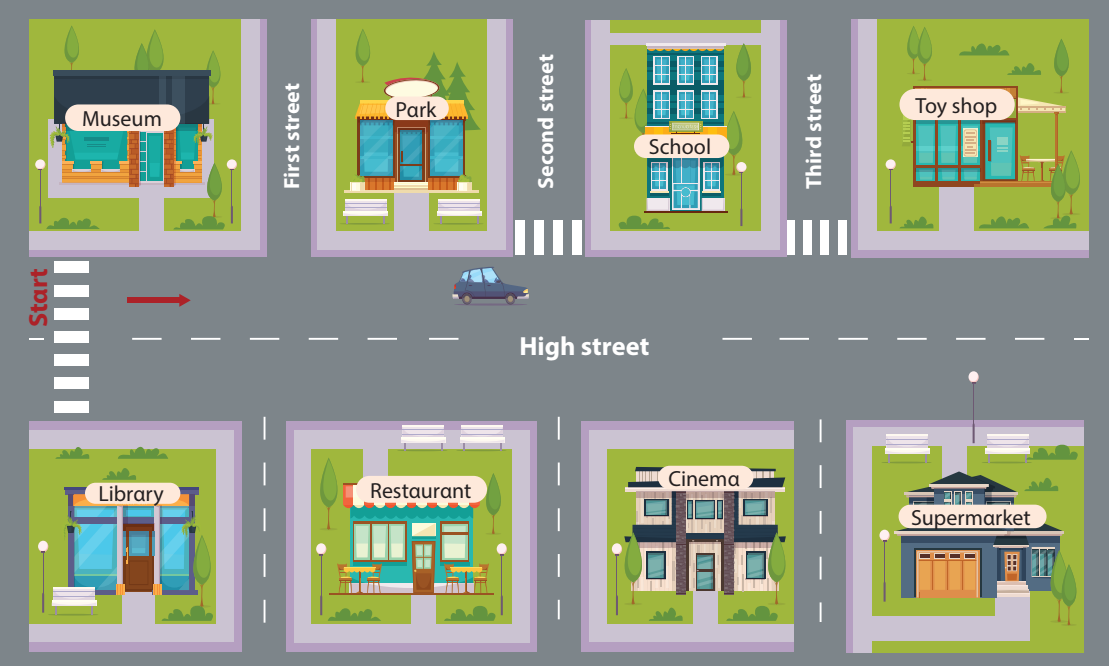 Museum
First street
Park
Second street
School
Third street
Toy shop
Start
High street
Library
Restaurant
Cinema
Supermarket